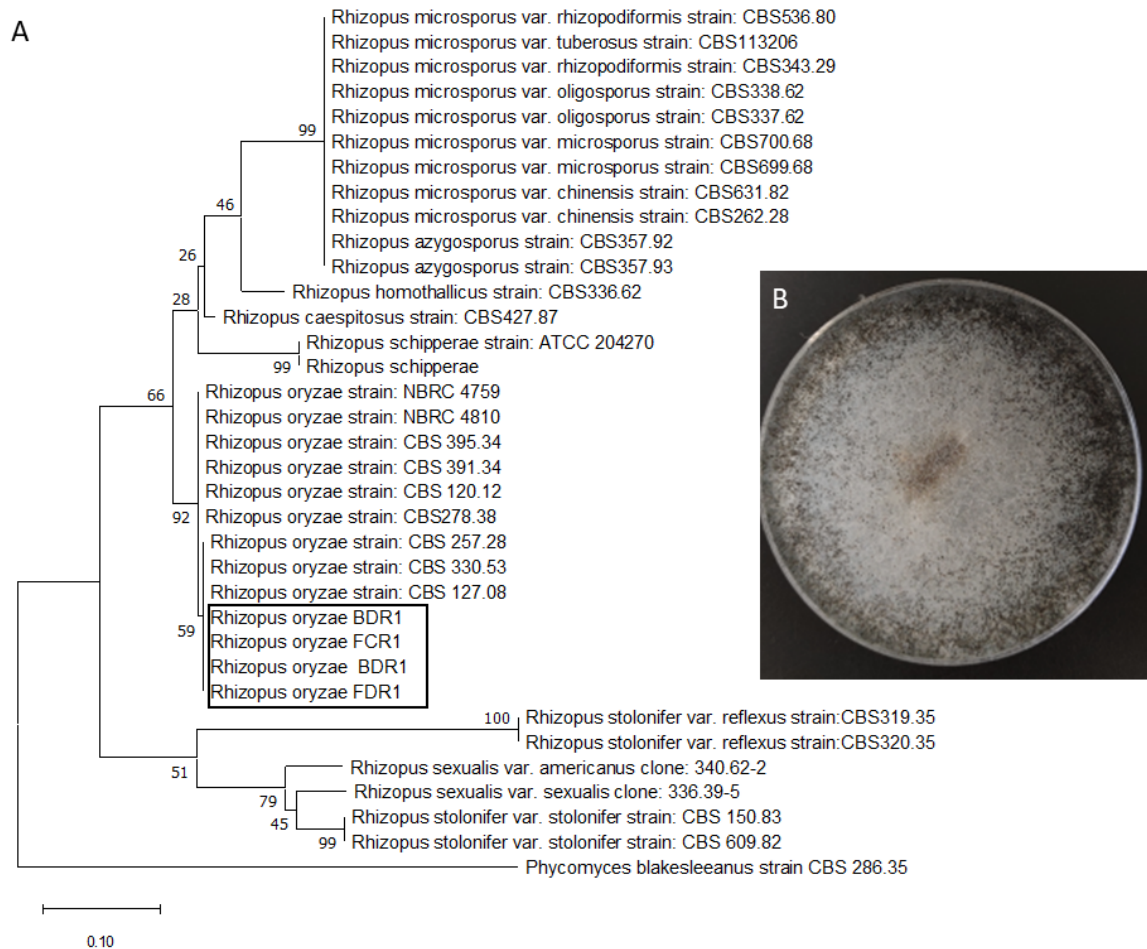 A
Rhizopus microsporus var. rhizopodiformis strain: CBS536.80
Rhizopus microsporus var. tuberosus strain: CBS113206
Rhizopus microsporus var. rhizopodiformis strain: CBS343.29
Rhizopus microsporus var. oligosporus strain: CBS338.62
Rhizopus microsporus var. oligosporus strain: CBS337.62
99
Rhizopus microsporus var. microsporus strain: CBS700.68
Rhizopus microsporus var. microsporus strain: CBS699.68
Rhizopus microsporus var. chinensis strain: CBS631.82
46
Rhizopus microsporus var. chinensis strain: CBS262.28
Rhizopus azygosporus strain: CBS357.92
26
Rhizopus azygosporus strain: CBS357.93
Rhizopus homothallicus strain: CBS336.62
28
Rhizopus caespitosus strain: CBS427.87
Rhizopus schipperae strain: ATCC 204270
99
Rhizopus schipperae
66
Rhizopus oryzae strain: NBRC 4759
Rhizopus oryzae strain: NBRC 4810
Rhizopus oryzae strain: CBS 395.34
Rhizopus oryzae strain: CBS 391.34
Rhizopus oryzae strain: CBS 120.12
92
Rhizopus oryzae strain: CBS278.38
Rhizopus oryzae strain: CBS 257.28
Rhizopus oryzae strain: CBS 330.53
Rhizopus oryzae strain: CBS 127.08
Rhizopus oryzae BDR1
59
Rhizopus oryzae FCR1
Rhizopus oryzae BDR1
Rhizopus oryzae FDR1
100
Rhizopus stolonifer var. reflexus strain:CBS319.35
Rhizopus stolonifer var. reflexus strain:CBS320.35
51
Rhizopus sexualis var. americanus clone: 340.62-2
79
Rhizopus sexualis var. sexualis clone: 336.39-5
45
Rhizopus stolonifer var. stolonifer strain: CBS 150.83
99
Rhizopus stolonifer var. stolonifer strain: CBS 609.82
Phycomyces blakesleeanus strain CBS 286.35
0.10
B